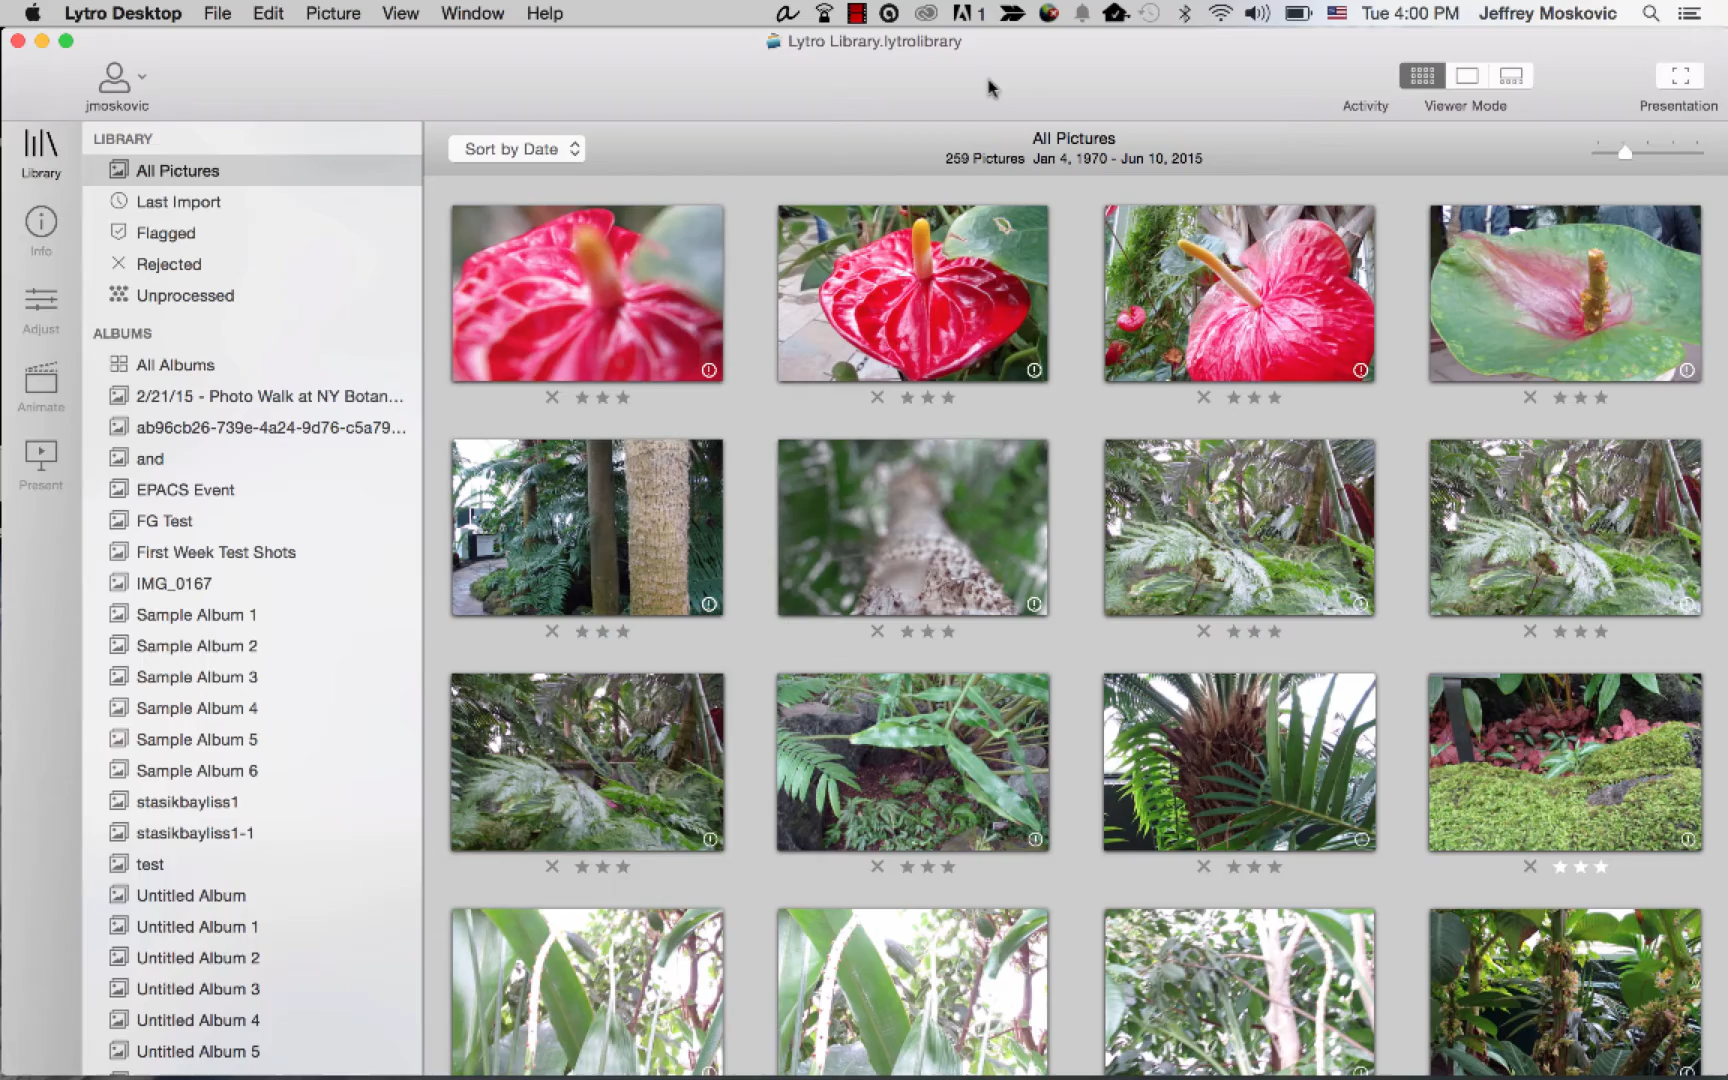 Lytro Desktop File Edit Picture View Window Help 1 Tue 4:00 PM Jeffrey Moskovic
Lytro Library.lytrolibrary
jmoskovic
Activity Viewer Mode Presentation
Library
Info
Adjust
Animate
Present
LIBRARY
All Pictures
Last Import
Flagged
Rejected
Unprocessed
ALBUMS
All Albums
2/21/15 - Photo Walk at NY Botan...
ab96cb26-739e-4a24-9d76-c5a79...
and
EPACS Event
FG Test
First Week Test Shots
IMG_0167
Sample Album 1
Sample Album 2
Sample Album 3
Sample Album 4
Sample Album 5
Sample Album 6
stasikbayliss1
stasikbayliss1-1
test
Untitled Album
Untitled Album 1
Untitled Album 2
Untitled Album 3
Untitled Album 4
Untitled Album 5
Sort by Date
All Pictures
259 Pictures Jan 4, 1970 - Jun 10, 2015